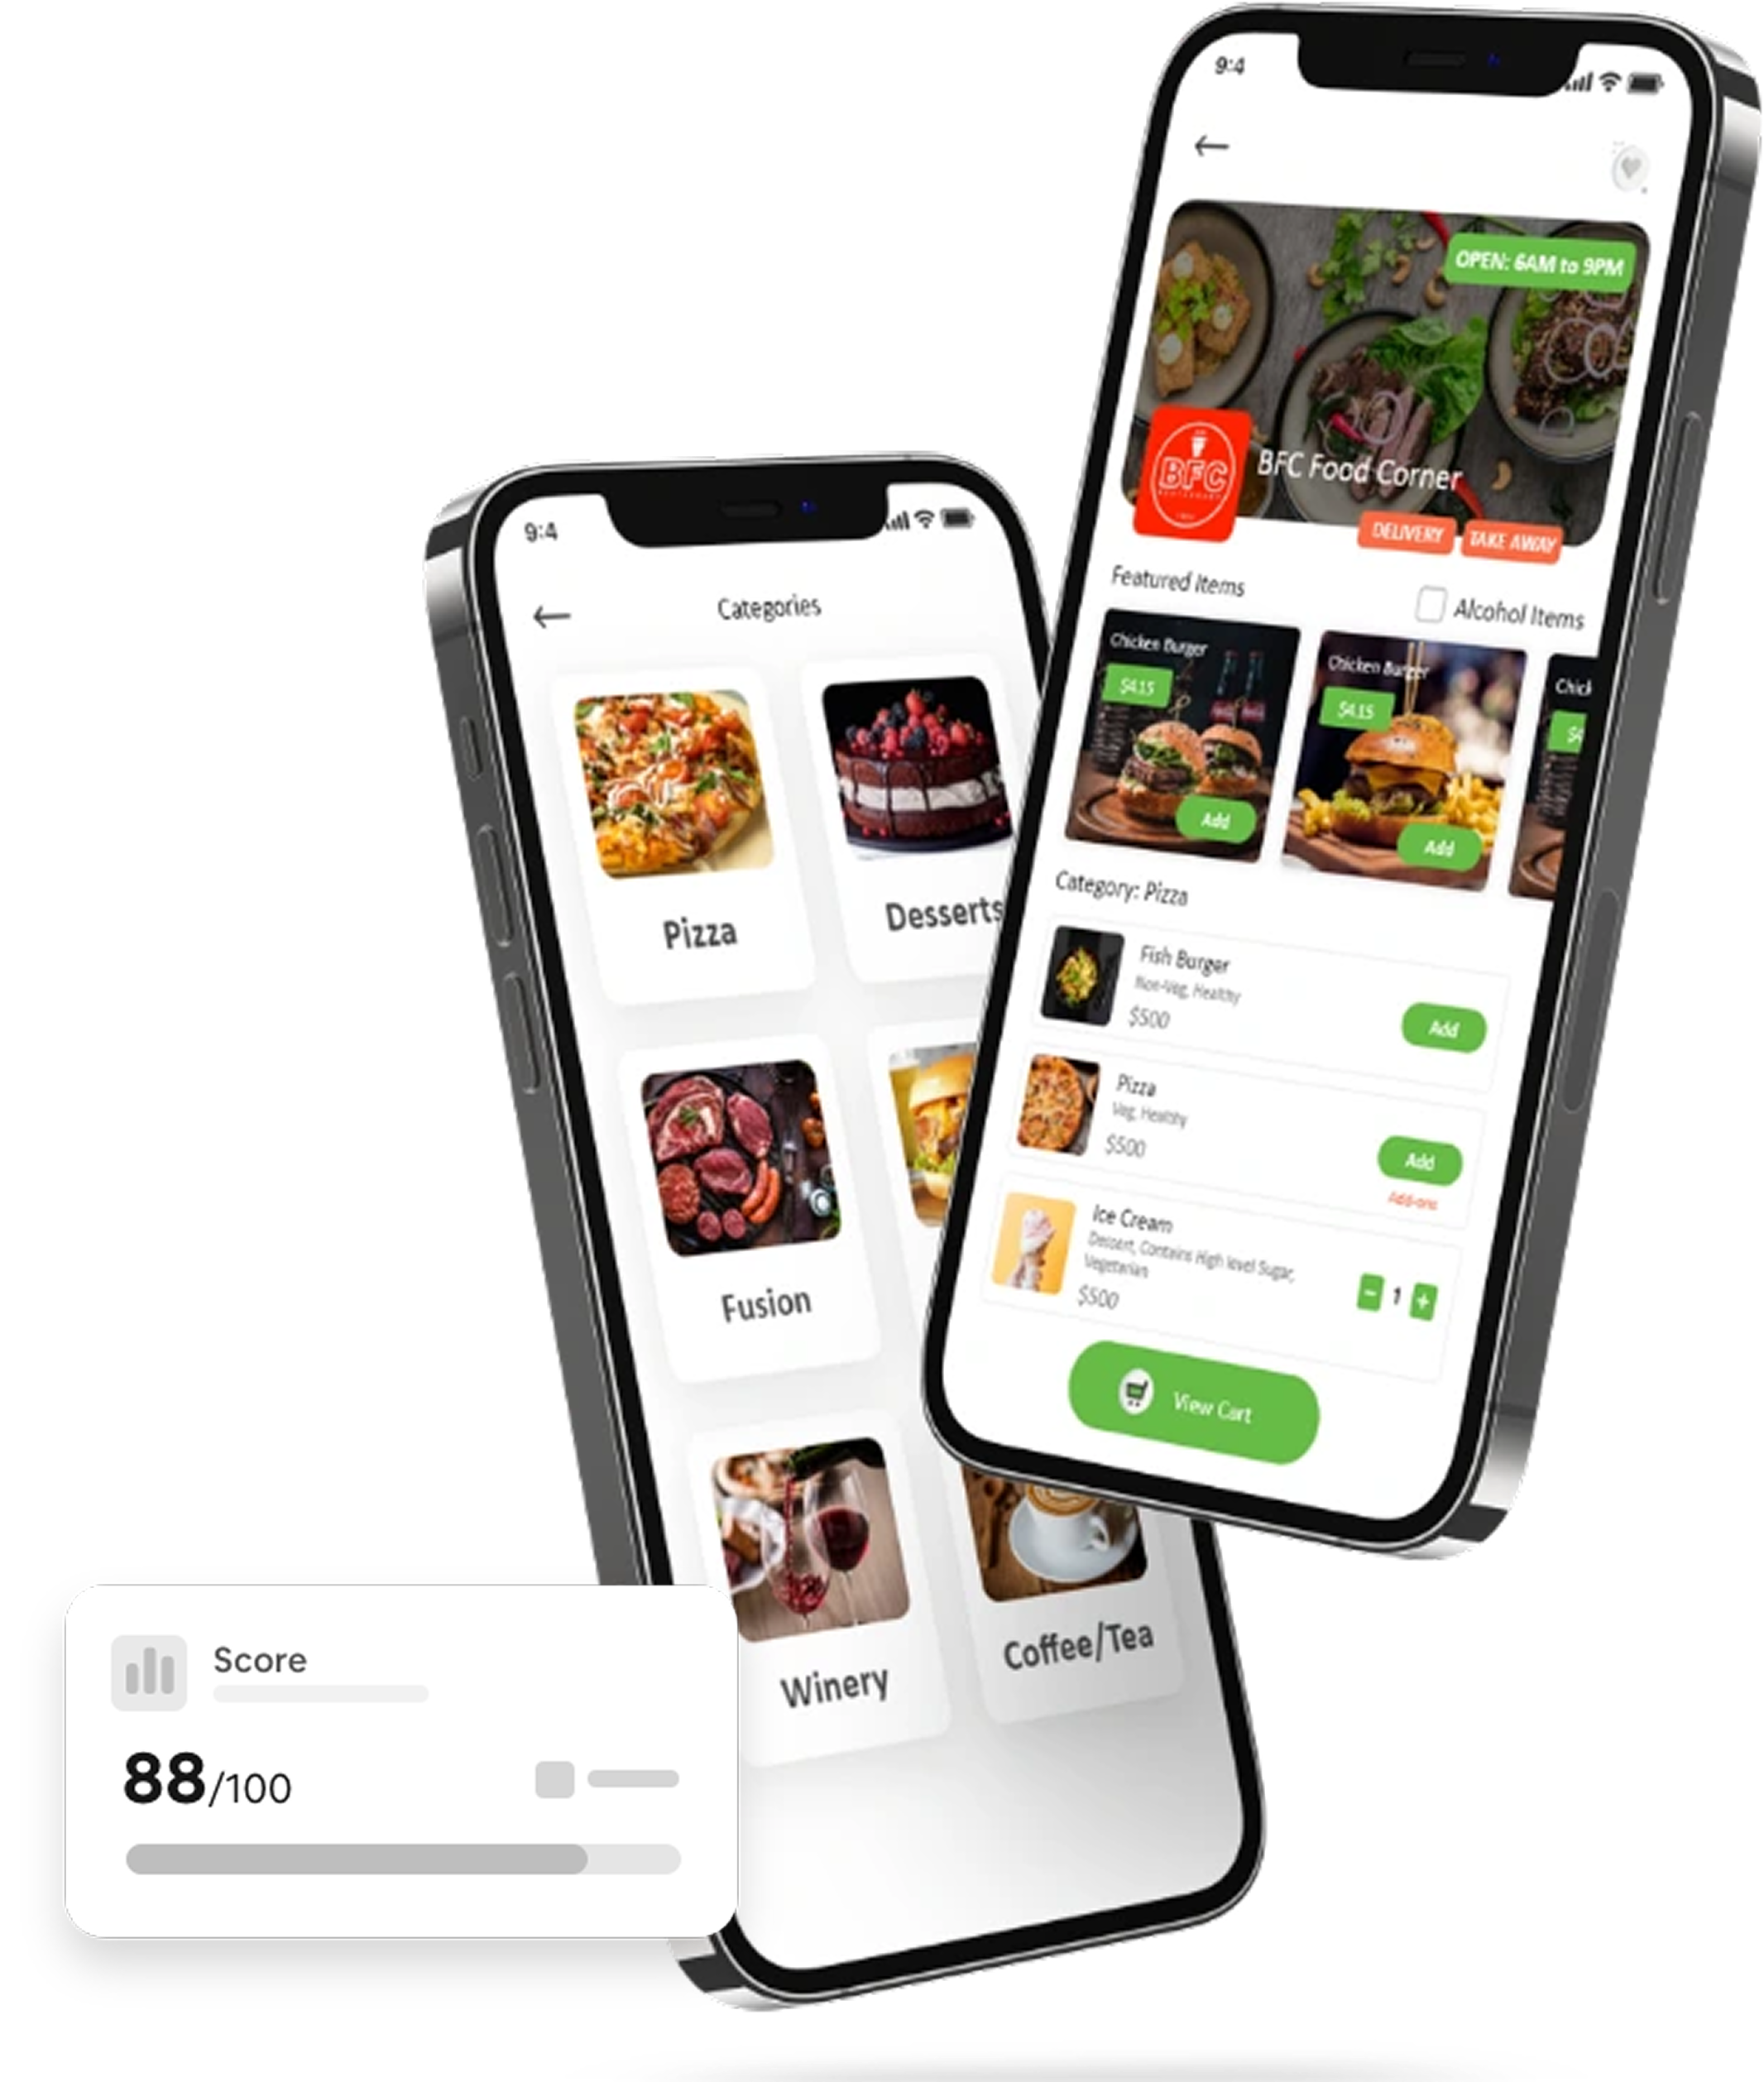 9:4
Categories
Pizza
Desserts
Fusion
Winery
Coffee/Tea
Score
88/100
9:4
OPEN: 6AM to 9PM
BFC
BFC Food Corner
DELIVERY
TAKE AWAY
Featured Items
Alcohol Items
Chicken Burger
$4.15
Add
Chicken Burger
$4.15
Add
Chick
Category: Pizza
Fish Burger
Non-Veg, Healthy
$500
Add
Pizza
Veg, Healthy
$500
Add
Add-ons
Ice Cream
Dessert, Contains High level Sugar,
Vegetarian
$500
- 1 +
View Cart